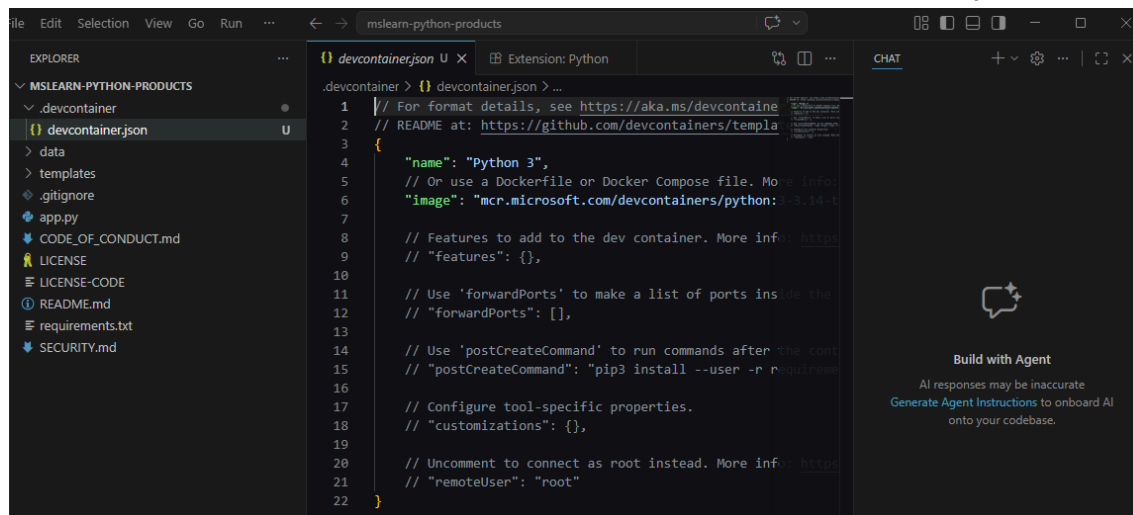 File Edit Selection View Go Run ··· ← → mslearn-python-products
EXPLORER ···
MSLEARN-PYTHON-PRODUCTS
.devcontainer
{} devcontainer.json U
data
templates
.gitignore
app.py
CODE_OF_CONDUCT.md
LICENSE
LICENSE-CODE
README.md
requirements.txt
SECURITY.md
{} devcontainer.json U × Extension: Python ···
.devcontainer > {} devcontainer.json > ...
1 // For format details, see https://aka.ms/devcontaine
2 // README at: https://github.com/devcontainers/templa
3 {
4 "name": "Python 3",
5 // Or use a Dockerfile or Docker Compose file. More info:
6 "image": "mcr.microsoft.com/devcontainers/python:3-3.14-t
7
8 // Features to add to the dev container. More info: https
9 // "features": {},
10
11 // Use 'forwardPorts' to make a list of ports inside the
12 // "forwardPorts": [],
13
14 // Use 'postCreateCommand' to run commands after the cont
15 // "postCreateCommand": "pip3 install --user -r requireme
16
17 // Configure tool-specific properties.
18 // "customizations": {},
19
20 // Uncomment to connect as root instead. More info: https
21 // "remoteUser": "root"
22 }
CHAT
Build with Agent
AI responses may be inaccurate
Generate Agent Instructions to onboard AI
onto your codebase.